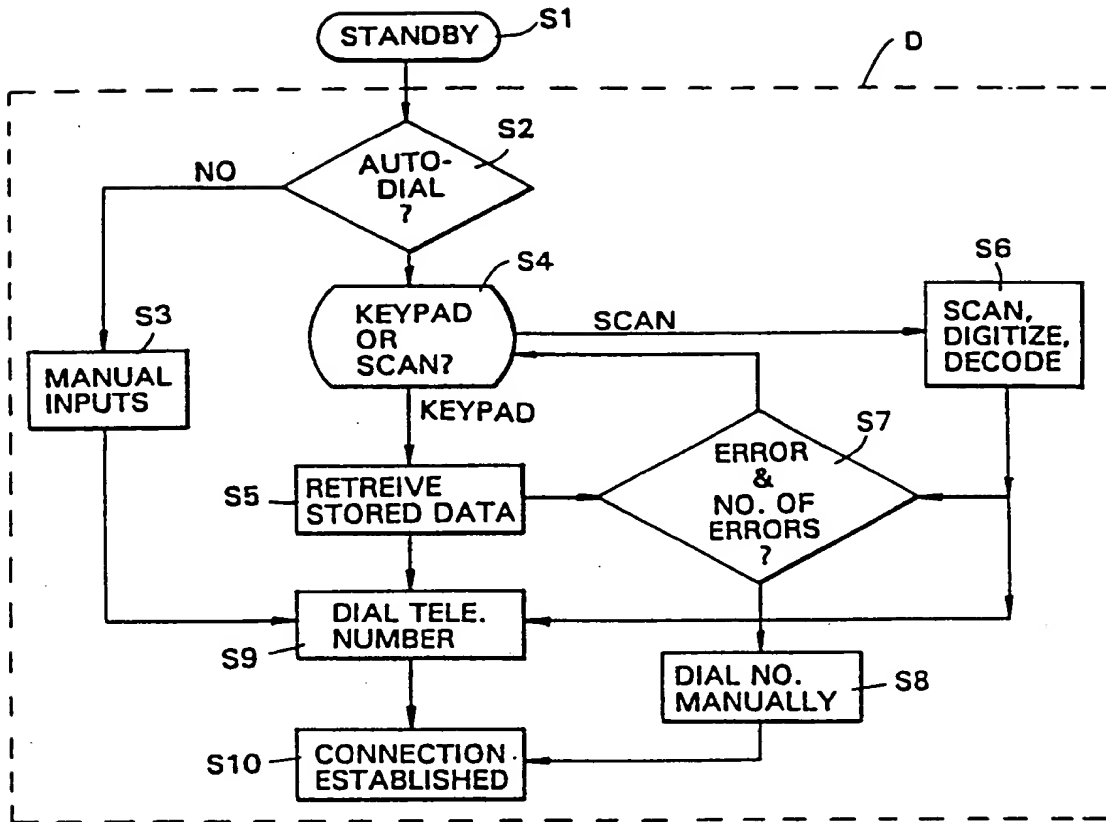 STANDBY
S1
D
S2
AUTO-
DIAL
?
NO
S4
KEYPAD
OR
SCAN?
SCAN
S6
SCAN,
DIGITIZE,
DECODE
S3
MANUAL
INPUTS
KEYPAD
S7
ERROR
&
NO. OF
ERRORS
?
S5
RETREIVE
STORED DATA
DIAL TELE.
NUMBER
S9
DIAL NO.
MANUALLY
S8
S10
CONNECTION
ESTABLISHED